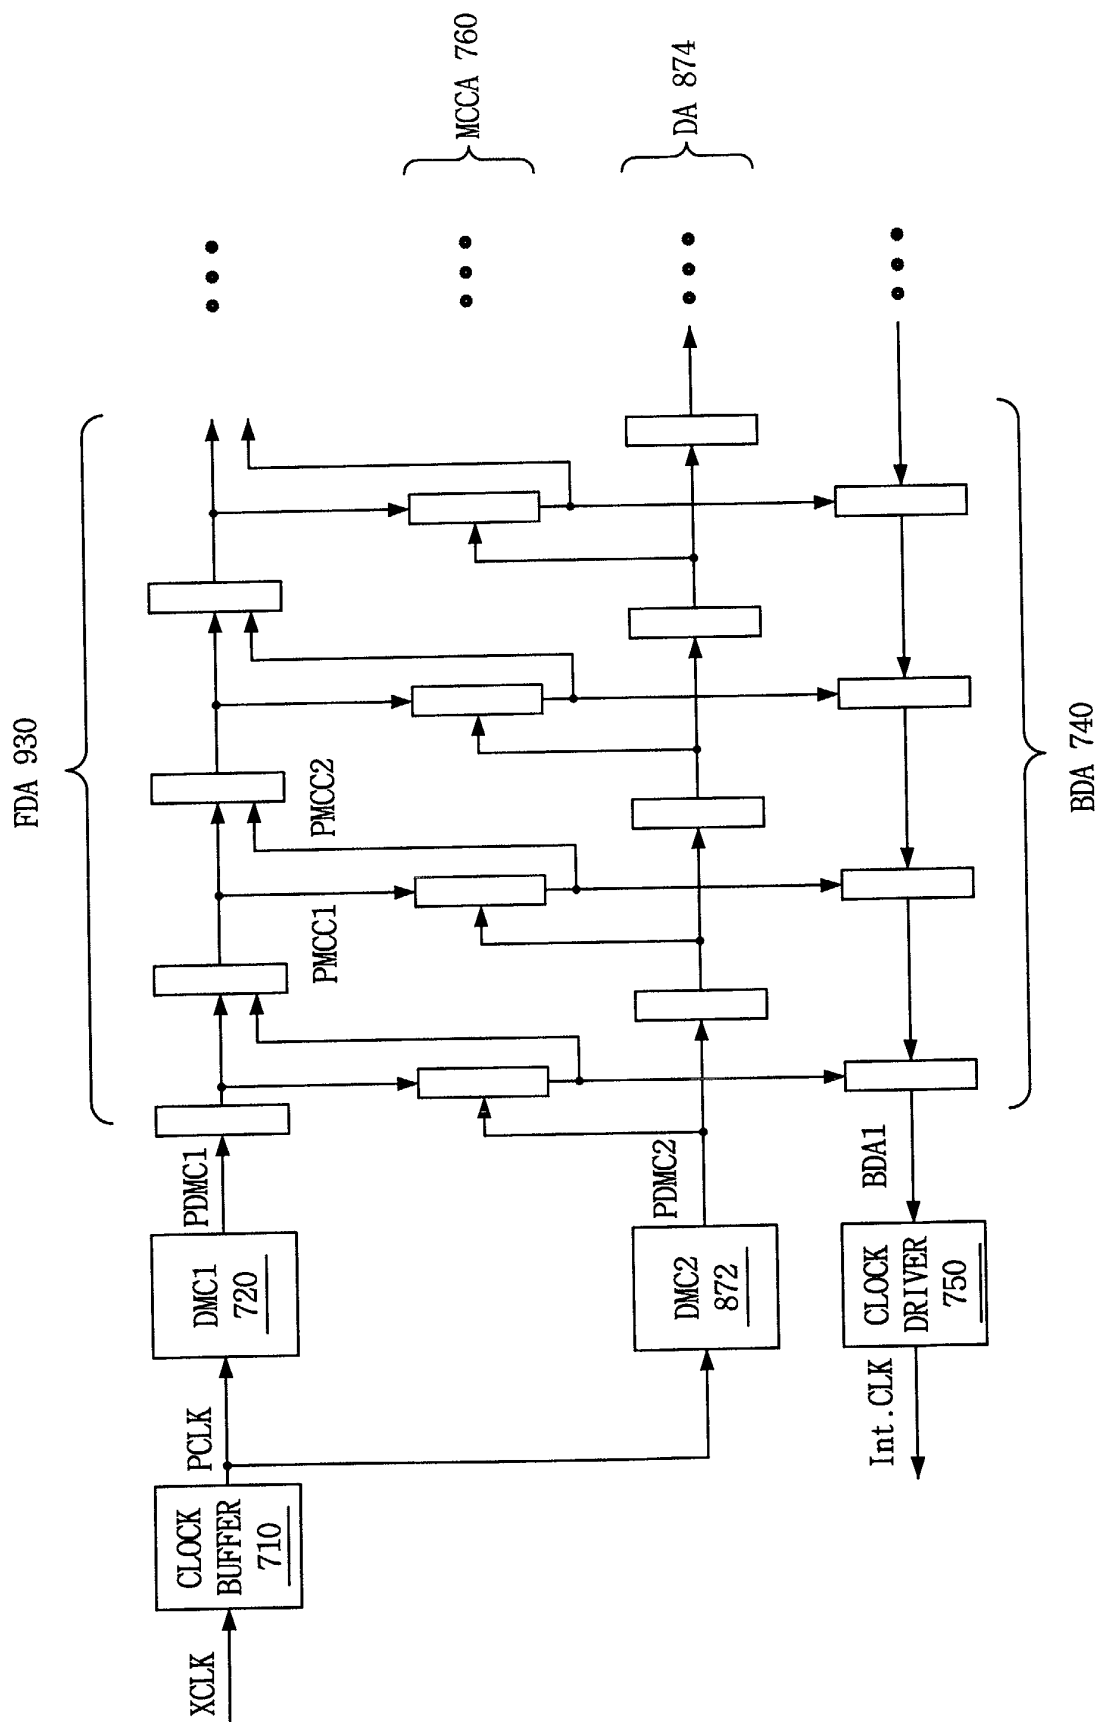 FDA 930
MCCA 760
DA 874
BDA 740
XCLK
CLOCK
BUFFER
710
PCLK
DMC1
720
PDMC1
PMCC1
PMCC2
DMC2
872
PDMC2
BDA1
CLOCK
DRIVER
750
Int.CLK